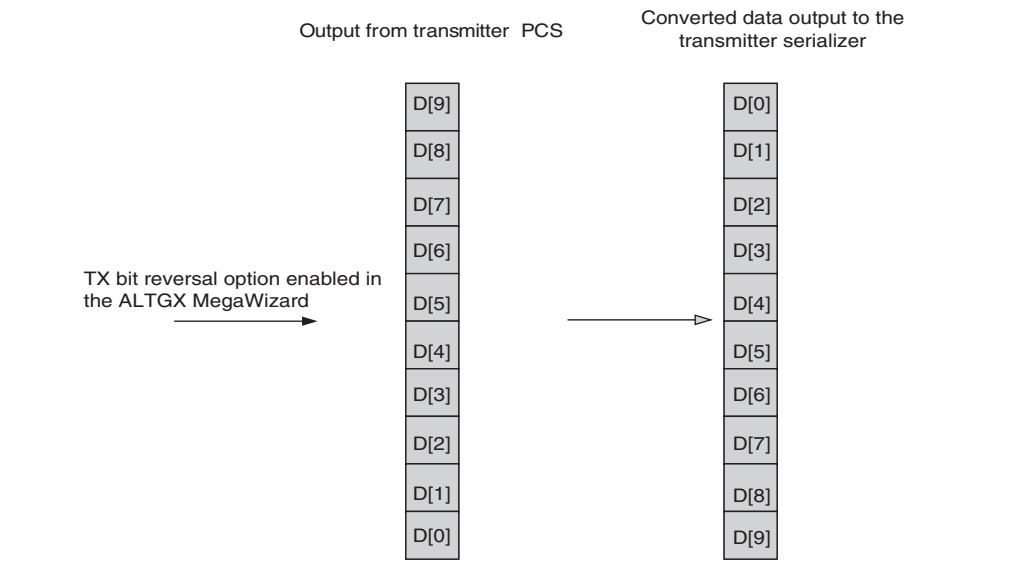 Output from transmitter PCS
Converted data output to the
transmitter serializer
TX bit reversal option enabled in
the ALTGX MegaWizard
D[9]
D[8]
D[7]
D[6]
D[5]
D[4]
D[3]
D[2]
D[1]
D[0]
D[0]
D[1]
D[2]
D[3]
D[4]
D[5]
D[6]
D[7]
D[8]
D[9]